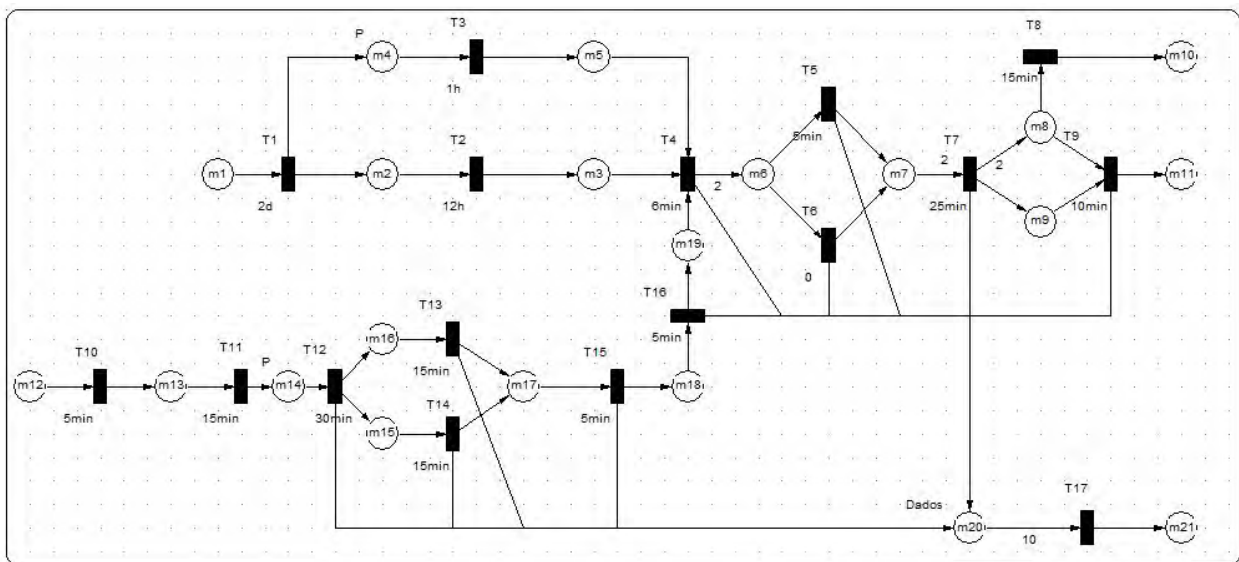 T3
T8
P
m4
m5
m10
1h
15min
T5
m8
T9
5min
T1
T2
T4
T7
m1
m2
m3
m6
m7
2
2
m11
2d
12h
6min
2
25min
10min
T6
m9
m19
0
T16
T13
5min
m16
T10
T11
P
T12
15min
T15
m12
m13
m14
m17
m18
5min
15min
30min
T14
5min
m15
15min
Dados
T17
m20
m21
10